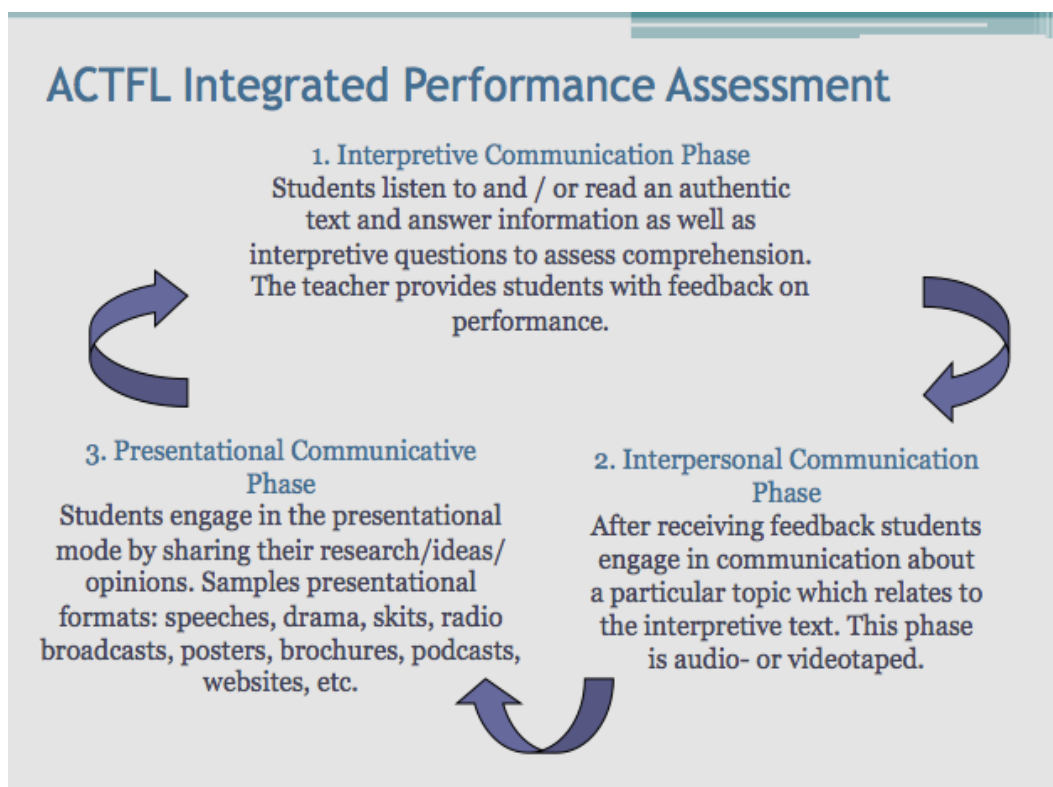 ACTFL Integrated Performance Assessment
1. Interpretive Communication Phase
Students listen to and / or read an authentic
text and answer information as well as
interpretive questions to assess comprehension.
The teacher provides students with feedback on
performance.
3. Presentational Communicative
Phase
Students engage in the presentational
mode by sharing their research/ideas/
opinions. Samples presentational
formats: speeches, drama, skits, radio
broadcasts, posters, brochures, podcasts,
websites, etc.
2. Interpersonal Communication
Phase
After receiving feedback students
engage in communication about
a particular topic which relates to
the interpretive text. This phase
is audio- or videotaped.